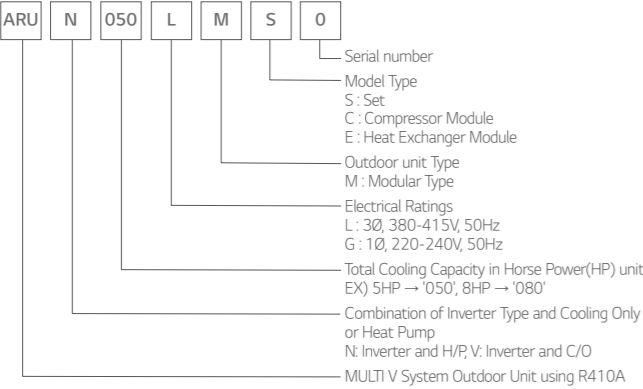 ARU N 050 L M S 0
Serial number
Model Type
S : Set
C : Compressor Module
E : Heat Exchanger Module
Outdoor unit Type
M : Modular Type
Electrical Ratings
L : 3Ø, 380-415V, 50Hz
G : 1Ø, 220-240V, 50Hz
Total Cooling Capacity in Horse Power(HP) unit
EX) 5HP → '050', 8HP → '080'
Combination of Inverter Type and Cooling Only
or Heat Pump
N: Inverter and H/P, V: Inverter and C/O
MULTI V System Outdoor Unit using R410A